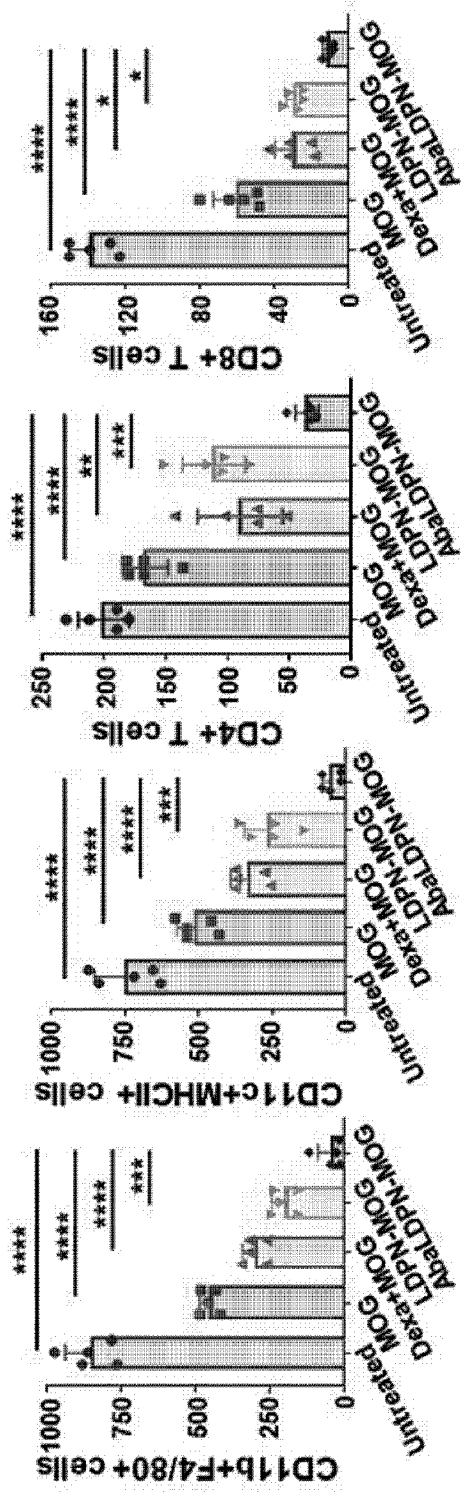 CD11b+F4/80+ cells
1000
750
500
250
0
****
****
****
***
Untreated
MOG
Dexa+MOG
LDPN-MOG
AbaLDPN-MOG
CD11c+MHCII+ cells
1000
750
500
250
0
****
****
****
***
Untreated
MOG
Dexa+MOG
LDPN-MOG
AbaLDPN-MOG
CD4+ T cells
250
200
150
100
50
0
****
****
**
***
Untreated
MOG
Dexa+MOG
LDPN-MOG
AbaLDPN-MOG
CD8+ T cells
160
120
80
40
0
****
****
*
*
Untreated
MOG
Dexa+MOG
LDPN-MOG
AbaLDPN-MOG